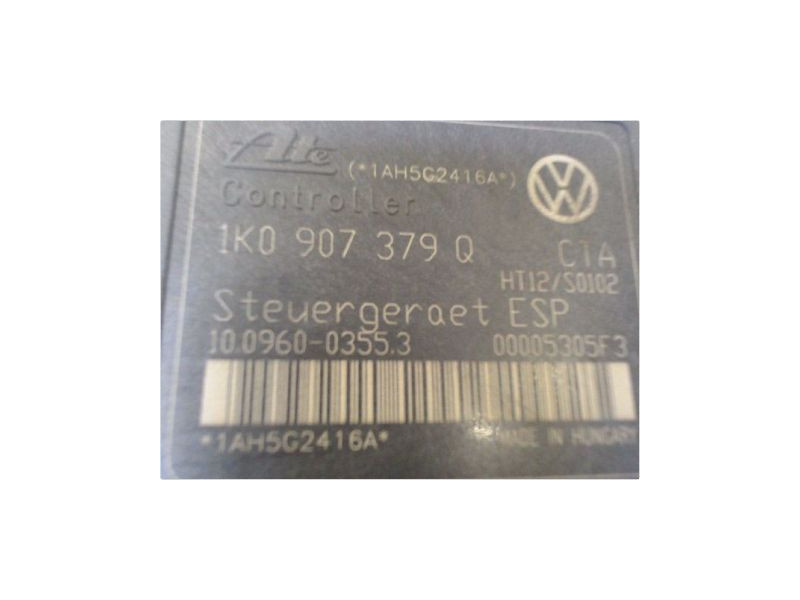 Ate
(*1AH5G2416A*)
Controller
1K0 907 379 Q CTA
HT12/S0102
Steuergeraet ESP
10.0960-0355.3 00005305F3
*1AH5G2416A* MADE IN HUNGARY